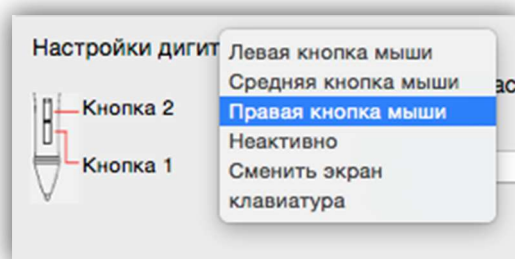 Настройки дигит
Левая кнопка мыши
Средняя кнопка мыши
Правая кнопка мыши
Неактивно
Сменить экран
клавиатура
ас
Кнопка 2
Кнопка 1